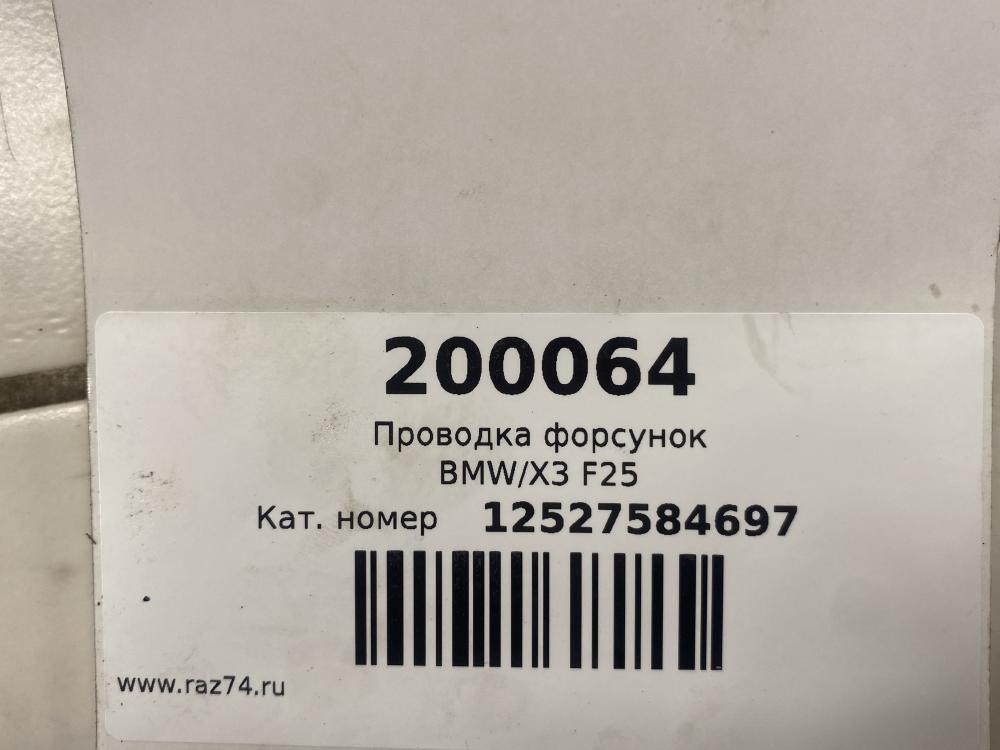 200064
Проводка форсунок
BMW/X3 F25
Кат. номер 12527584697
www.raz74.ru